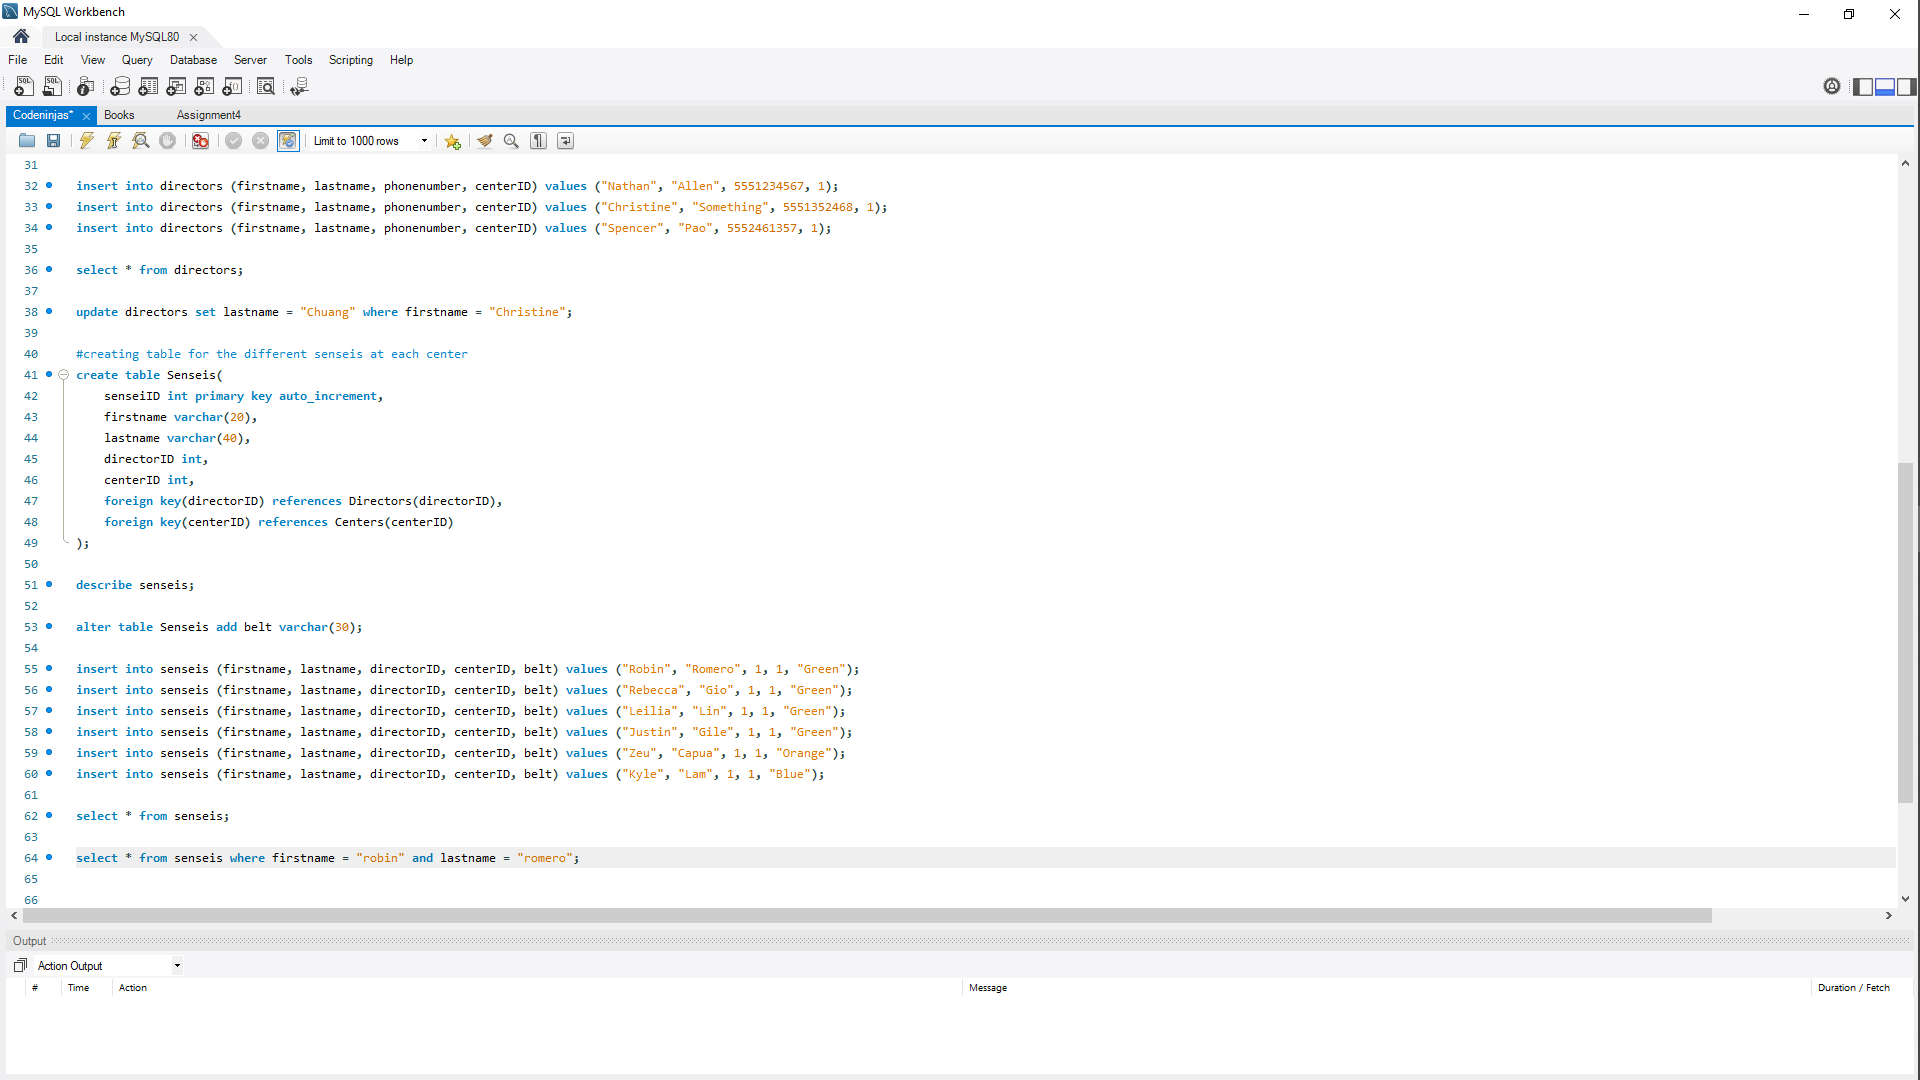 MySQL Workbench
Local instance MySQL80
File Edit View Query Database Server Tools Scripting Help
Codeninjas* Books Assignment4
Limit to 1000 rows
31
32 insert into directors (firstname, lastname, phonenumber, centerID) values ("Nathan", "Allen", 5551234567, 1);
33 insert into directors (firstname, lastname, phonenumber, centerID) values ("Christine", "Something", 5551352468, 1);
34 insert into directors (firstname, lastname, phonenumber, centerID) values ("Spencer", "Pao", 5552461357, 1);
35
36 select * from directors;
37
38 update directors set lastname = "Chuang" where firstname = "Christine";
39
40 #creating table for the different senseis at each center
41 create table Senseis(
42 senseiID int primary key auto_increment,
43 firstname varchar(20),
44 lastname varchar(40),
45 directorID int,
46 centerID int,
47 foreign key(directorID) references Directors(directorID),
48 foreign key(centerID) references Centers(centerID)
49 );
50
51 describe senseis;
52
53 alter table Senseis add belt varchar(30);
54
55 insert into senseis (firstname, lastname, directorID, centerID, belt) values ("Robin", "Romero", 1, 1, "Green");
56 insert into senseis (firstname, lastname, directorID, centerID, belt) values ("Rebecca", "Gio", 1, 1, "Green");
57 insert into senseis (firstname, lastname, directorID, centerID, belt) values ("Leilia", "Lin", 1, 1, "Green");
58 insert into senseis (firstname, lastname, directorID, centerID, belt) values ("Justin", "Gile", 1, 1, "Green");
59 insert into senseis (firstname, lastname, directorID, centerID, belt) values ("Zeu", "Capua", 1, 1, "Orange");
60 insert into senseis (firstname, lastname, directorID, centerID, belt) values ("Kyle", "Lam", 1, 1, "Blue");
61
62 select * from senseis;
63
64 select * from senseis where firstname = "robin" and lastname = "romero";
65
66
Output
Action Output
# Time Action Message Duration / Fetch